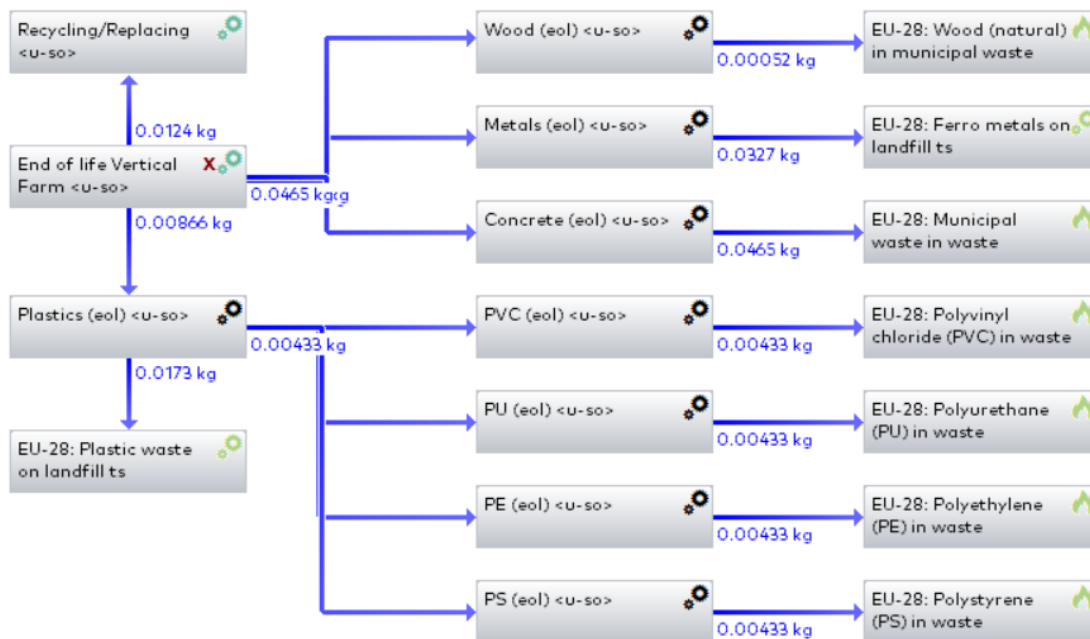 Recycling/Replacing
<u-so>
Wood (eol) <u-so>
0.00052 kg
EU-28: Wood (natural)
in municipal waste
0.0124 kg
Metals (eol) <u-so>
0.0327 kg
EU-28: Ferro metals on
landfill ts
End of life Vertical
Farm <u-so>
X
0.0465 kg
0.00866 kg
Concrete (eol) <u-so>
0.0465 kg
EU-28: Municipal
waste in waste
Plastics (eol) <u-so>
0.00433 kg
PVC (eol) <u-so>
0.00433 kg
EU-28: Polyvinyl
chloride (PVC) in waste
0.0173 kg
PU (eol) <u-so>
0.00433 kg
EU-28: Polyurethane
(PU) in waste
EU-28: Plastic waste
on landfill ts
PE (eol) <u-so>
0.00433 kg
EU-28: Polyethylene
(PE) in waste
PS (eol) <u-so>
0.00433 kg
EU-28: Polystyrene
(PS) in waste